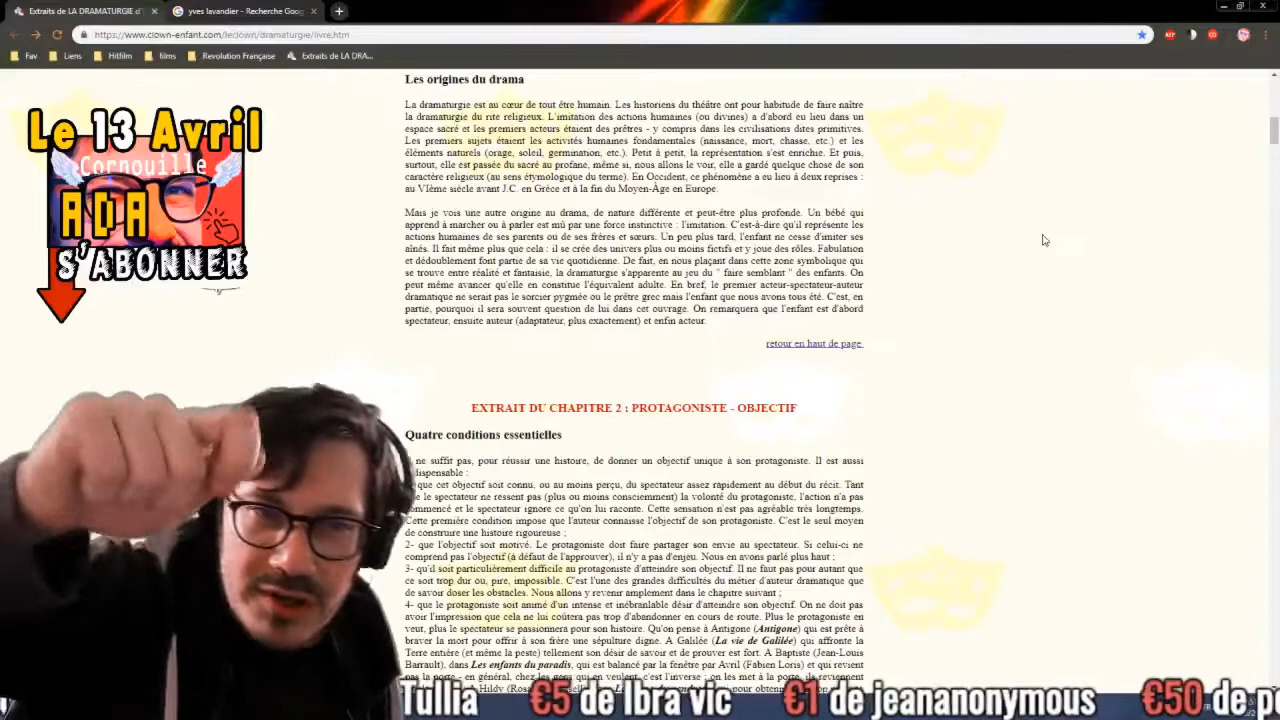 Extraits de LA DRAMATURGIE d'
yves lavandier - Recherche Goog
https://www.clown-enfant.com/leclown/dramaturgie/livre.htm
Fav
Liens
Hitfilm
films
Revolution Française
Extraits de LA DRA...
Les origines du drama
La dramaturgie est au cœur de tout être humain. Les historiens du théâtre ont pour habitude de faire naître
la dramaturgie du rite religieux. L'imitation des actions humaines (ou divines) a d'abord eu lieu dans un
espace sacré et les premiers acteurs étaient des prêtres - y compris dans les civilisations dites primitives.
Les premiers sujets étaient les activités humaines fondamentales (naissance, mort, chasse, etc.) et les
éléments naturels (orage, soleil, germination, etc.). Petit à petit, la représentation s'est enrichie. Et puis,
surtout, elle est passée du sacré au profane, même si, nous allons le voir, elle a gardé quelque chose de son
caractère religieux (au sens étymologique du terme). En Occident, ce phénomène a eu lieu à deux reprises :
au VIème siècle avant J.C. en Grèce et à la fin du Moyen-Âge en Europe.
Mais je vois une autre origine au drama, de nature différente et peut-être plus profonde. Un bébé qui
apprend à marcher ou à parler est mû par une force instinctive : l'imitation. C'est-à-dire qu'il représente les
actions humaines de ses parents ou de ses frères et sœurs. Un peu plus tard, l'enfant ne cesse d'imiter ses
aînés. Il fait même plus que cela : il se crée des univers plus ou moins fictifs et y joue des rôles. Fabulation
et dédoublement font partie de sa vie quotidienne. De fait, en nous plaçant dans cette zone symbolique qui
se trouve entre réalité et fantaisie, la dramaturgie s'apparente au jeu du " faire semblant " des enfants. On
peut même avancer qu'elle en constitue l'équivalent adulte. En bref, le premier acteur-spectateur-auteur
dramatique ne serait pas le sorcier pygmée ou le prêtre grec mais l'enfant que nous avons tous été. C'est, en
partie, pourquoi il sera souvent question de lui dans cet ouvrage. On remarquera que l'enfant est d'abord
spectateur, ensuite auteur (adaptateur, plus exactement) et enfin acteur.
retour en haut de page
EXTRAIT DU CHAPITRE 2 : PROTAGONISTE - OBJECTIF
Quatre conditions essentielles
ne suffit pas, pour réussir une histoire, de donner un objectif unique à son protagoniste. Il est aussi
dispensable :
que cet objectif soit connu, ou au moins perçu, du spectateur assez rapidement au début du récit. Tant
e le spectateur ne ressent pas (plus ou moins consciemment) la volonté du protagoniste, l'action n'a pas
ommencé et le spectateur ignore ce qu'on lui raconte. Cette sensation n'est pas agréable très longtemps.
Cette première condition impose que l'auteur connaisse l'objectif de son protagoniste. C'est le seul moyen
de construire une histoire rigoureuse ;
2- que l'objectif soit motivé. Le protagoniste doit faire partager son envie au spectateur. Si celui-ci ne
comprend pas l'objectif (à défaut de l'approuver), il n'y a pas d'enjeu. Nous en avons parlé plus haut ;
3- qu'il soit particulièrement difficile au protagoniste d'atteindre son objectif. Il ne faut pas pour autant que
ce soit trop dur ou, pire, impossible. C'est l'une des grandes difficultés du métier d'auteur dramatique que
de savoir doser les obstacles. Nous allons y revenir amplement dans le chapitre suivant ;
4- que le protagoniste soit animé d'un intense et inébranlable désir d'atteindre son objectif. On ne doit pas
avoir l'impression que cela ne lui coûtera pas trop d'abandonner en cours de route. Plus le protagoniste en
veut, plus le spectateur se passionnera pour son histoire. Qu'on pense à Antigone (Antigone) qui est prête à
braver la mort pour offrir à son frère une sépulture digne. A Galilée (La vie de Galilée) qui affronte la
Terre entière (et même la peste) tellement son désir de savoir et de prouver est fort. A Baptiste (Jean-Louis
Barrault), dans Les enfants du paradis, qui est balancé par la fenêtre par Avril (Fabien Loris) et qui revient
pas la porte - en général, chez les gens qui en veulent, c'est l'inverse : on les met à la porte, ils reviennent
Le 13 Avril
Cornouille
ADA
S'ABONNER
Tullia €5 de Ibra vic €1 de jeananonymous €50 de p